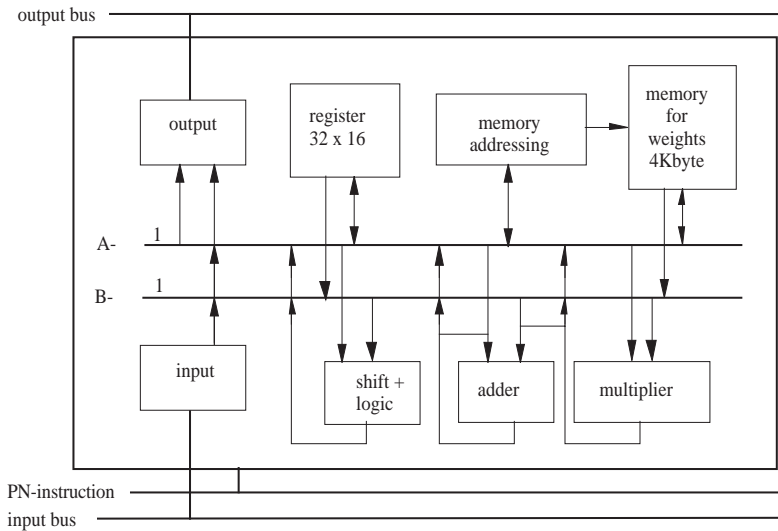 output bus
output
register
32 x 16
memory
addressing
memory
for
weights
4Kbyte
A-
1
B-
1
input
shift +
logic
adder
multiplier
PN-instruction
input bus